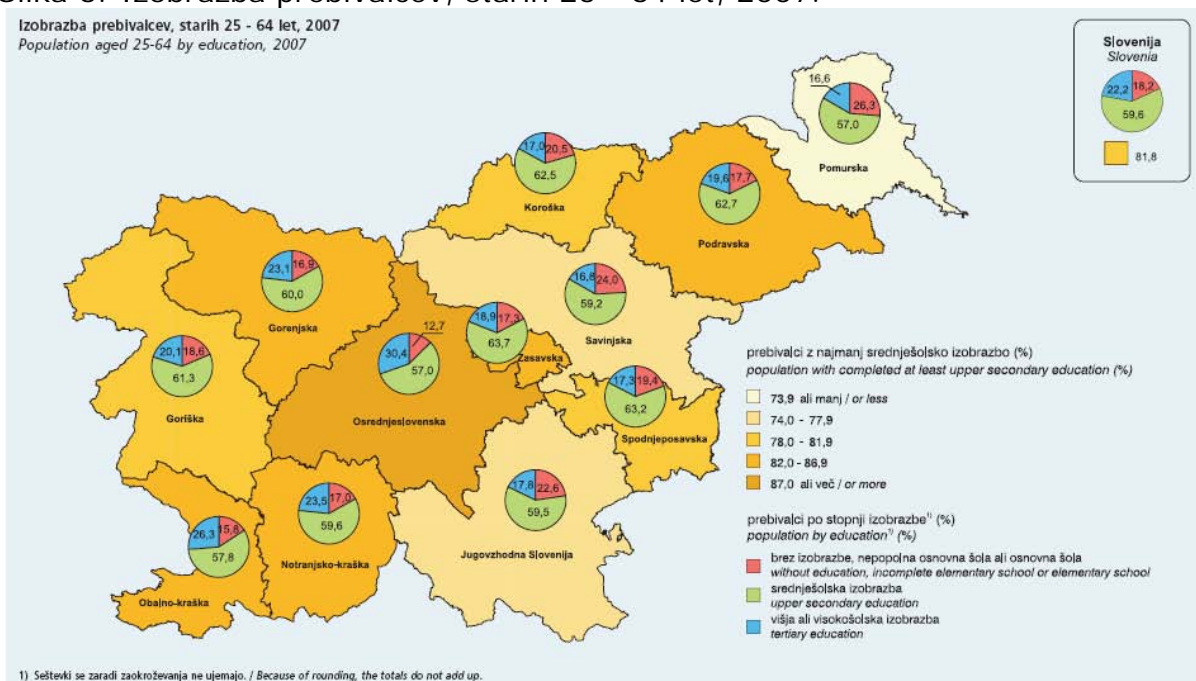 Izobrazba prebivalcev, starih 25 - 64 let, 2007
Population aged 25-64 by education, 2007
Slovenija
Slovenia
22,2
18,2
59,6
81,8
16,6
26,3
57,0
Pomurska
17,0
20,5
62,5
Koroška
19,6
17,7
62,7
Podravska
23,1
16,9
60,0
Gorenjska
16,8
24,0
59,2
Savinjska
18,9
17,3
63,7
Zasavska
12,7
30,4
57,0
Osrednjeslovenska
20,1
18,6
61,3
Goriška
17,3
19,4
63,2
Spodnjeposavska
23,5
17,0
59,6
Notranjsko-kraška
17,8
22,6
59,5
Jugovzhodna Slovenija
26,3
15,8
57,8
Obalno-kraška
prebivalci z najmanj srednješolsko izobrazbo (%)
population with completed at least upper secondary education (%)
73,9 ali manj / or less
74,0 - 77,9
78,0 - 81,9
82,0 - 86,9
87,0 ali več / or more
prebivalci po stopnji izobrazbe¹⁾ (%)
population by education¹⁾ (%)
brez izobrazbe, nepopolna osnovna šola ali osnovna šola
without education, incomplete elementary school or elementary school
srednješolska izobrazba
upper secondary education
višja ali visokošolska izobrazba
tertiary education
1) Seštevki se zaradi zaokroževanja ne ujemajo. / Because of rounding, the totals do not add up.